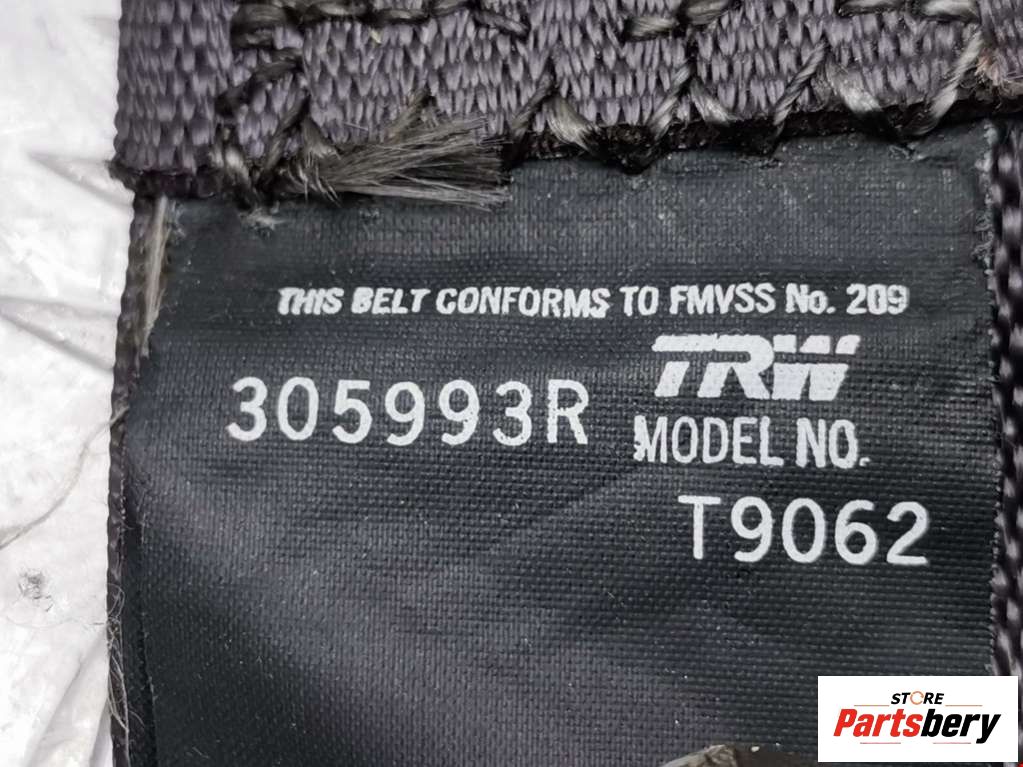 THIS BELT CONFORMS TO FMVSS No. 209
TRW
305993R
MODEL NO.
T9062
STORE
Partsbery